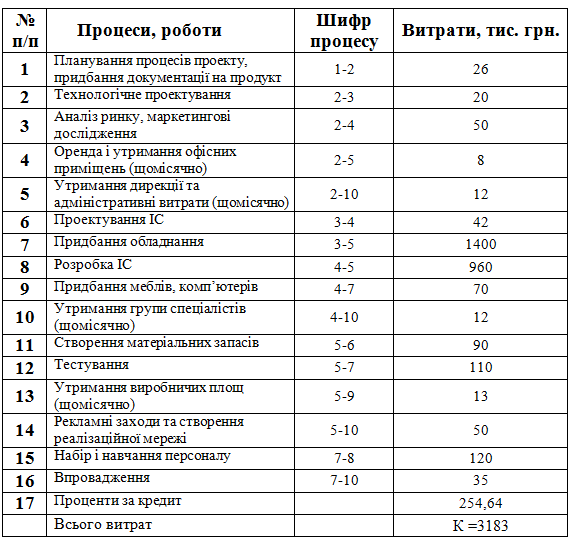 № Процеси, роботи Шифр Витрати, тис. грн.
п/п процесу
1 Планування процесів проекту, 1-2 26
придбання документації на продукт
2 Технологічне проектування 2-3 20
3 Аналіз ринку, маркетингові 2-4 50
дослідження
4 Оренда і утримання офісних 2-5 8
приміщень (щомісячно)
5 Утримання дирекції та 2-10 12
адміністративні витрати (щомісячно)
6 Проектування ІС 3-4 42
7 Придбання обладнання 3-5 1400
8 Розробка ІС 4-5 960
9 Придбання меблів, комп’ютерів 4-7 70
10 Утримання групи спеціалістів 4-10 12
(щомісячно)
11 Створення матеріальних запасів 5-6 90
12 Тестування 5-7 110
13 Утримання виробничих площ 5-9 13
(щомісячно)
14 Рекламні заходи та створення 5-10 50
реалізаційної мережі
15 Набір і навчання персоналу 7-8 120
16 Впровадження 7-10 35
17 Проценти за кредит 254,64
Всього витрат К =3183